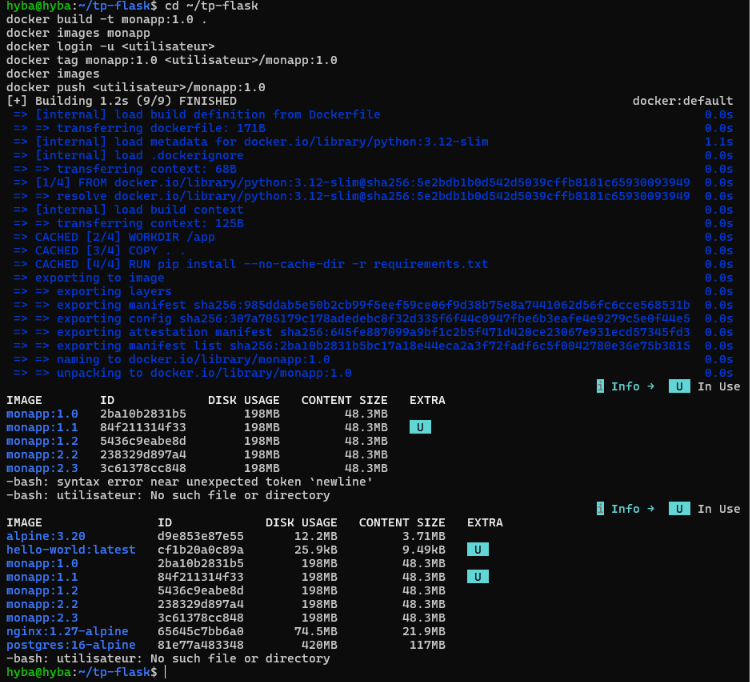 hyba@hyba:~/tp-flask$ cd ~/tp-flask
docker build -t monapp:1.0 .
docker images monapp
docker login -u <utilisateur>
docker tag monapp:1.0 <utilisateur>/monapp:1.0
docker images
docker push <utilisateur>/monapp:1.0
[+] Building 1.2s (9/9) FINISHED docker:default
=> [internal] load build definition from Dockerfile 0.0s
=> => transferring dockerfile: 171B 0.0s
=> [internal] load metadata for docker.io/library/python:3.12-slim 1.1s
=> [internal] load .dockerignore 0.0s
=> => transferring context: 68B 0.0s
=> [1/4] FROM docker.io/library/python:3.12-slim@sha256:5e2bdb1b0d542d5039cffb8181c65930093949 0.0s
=> => resolve docker.io/library/python:3.12-slim@sha256:5e2bdb1b0d542d5039cffb8181c65930093949 0.0s
=> [internal] load build context 0.0s
=> => transferring context: 125B 0.0s
=> CACHED [2/4] WORKDIR /app 0.0s
=> CACHED [3/4] COPY . . 0.0s
=> CACHED [4/4] RUN pip install --no-cache-dir -r requirements.txt 0.0s
=> exporting to image 0.0s
=> => exporting layers 0.0s
=> => exporting manifest sha256:985ddab5e50b2cb99f5eef59ce06f9d38b75e8a7441062d56fc6cce568531b 0.0s
=> => exporting config sha256:307a705179c178adedebc8f32d335f6f44c0947fbe6b3eafe4e9279c5e0f44e5 0.0s
=> => exporting attestation manifest sha256:645fe887099a9bf1c2b5f471d420ce23067e931ecd57345fd3 0.0s
=> => exporting manifest list sha256:2ba10b2831b5bc17a18e44eca2a3f72fadf6c5f0042780e36e75b3815 0.0s
=> => naming to docker.io/library/monapp:1.0 0.0s
=> => unpacking to docker.io/library/monapp:1.0 0.0s
i Info → U In Use
IMAGE ID DISK USAGE CONTENT SIZE EXTRA
monapp:1.0 2ba10b2831b5 198MB 48.3MB
monapp:1.1 84f211314f33 198MB 48.3MB U
monapp:1.2 5436c9eabe8d 198MB 48.3MB
monapp:2.2 238329d897a4 198MB 48.3MB
monapp:2.3 3c61378cc848 198MB 48.3MB
-bash: syntax error near unexpected token `newline'
-bash: utilisateur: No such file or directory
i Info → U In Use
IMAGE ID DISK USAGE CONTENT SIZE EXTRA
alpine:3.20 d9e853e87e55 12.2MB 3.71MB
hello-world:latest cf1b20a0c89a 25.9kB 9.49kB U
monapp:1.0 2ba10b2831b5 198MB 48.3MB
monapp:1.1 84f211314f33 198MB 48.3MB U
monapp:1.2 5436c9eabe8d 198MB 48.3MB
monapp:2.2 238329d897a4 198MB 48.3MB
monapp:2.3 3c61378cc848 198MB 48.3MB
nginx:1.27-alpine 65645c7bb6a0 74.5MB 21.9MB
postgres:16-alpine 81e77a483348 420MB 117MB
-bash: utilisateur: No such file or directory
hyba@hyba:~/tp-flask$